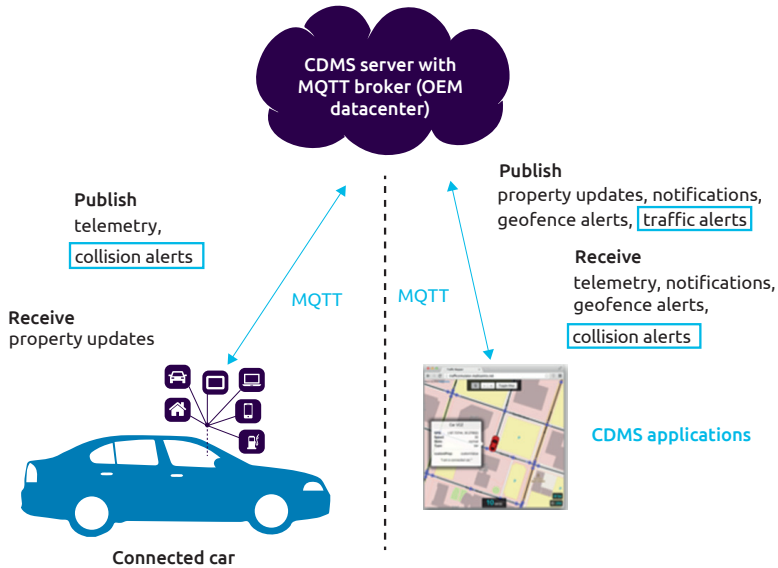 CDMS server with
MQTT broker (OEM
datacenter)
Publish
telemetry,
collision alerts
Receive
property updates
MQTT
MQTT
Publish
property updates, notifications,
geofence alerts, traffic alerts
Receive
telemetry, notifications,
geofence alerts,
collision alerts
CDMS applications
Connected car